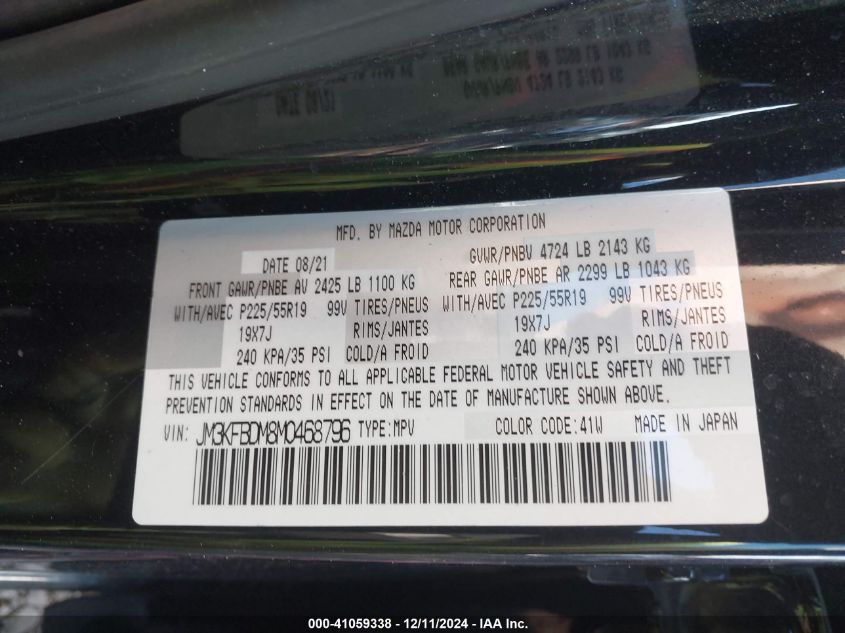 MFD. BY MAZDA MOTOR CORPORATION
DATE 08/21 GVWR/PNBV 4724 LB 2143 KG
FRONT GAWR/PNBE AV 2425 LB 1100 KG REAR GAWR/PNBE AR 2299 LB 1043 KG
WITH/AVEC P225/55R19 99V TIRES/PNEUS WITH/AVEC P225/55R19 99V TIRES/PNEUS
19X7J RIMS/JANTES 19X7J RIMS/JANTES
240 KPA/35 PSI COLD/A FROID 240 KPA/35 PSI COLD/A FROID
THIS VEHICLE CONFORMS TO ALL APPLICABLE FEDERAL MOTOR VEHICLE SAFETY AND THEFT
PREVENTION STANDARDS IN EFFECT ON THE DATE OF MANUFACTURE SHOWN ABOVE.
VIN: JM3KFBDM8M0468796 TYPE:MPV COLOR CODE:41W MADE IN JAPAN
000-41059338 - 12/11/2024 - IAA Inc.